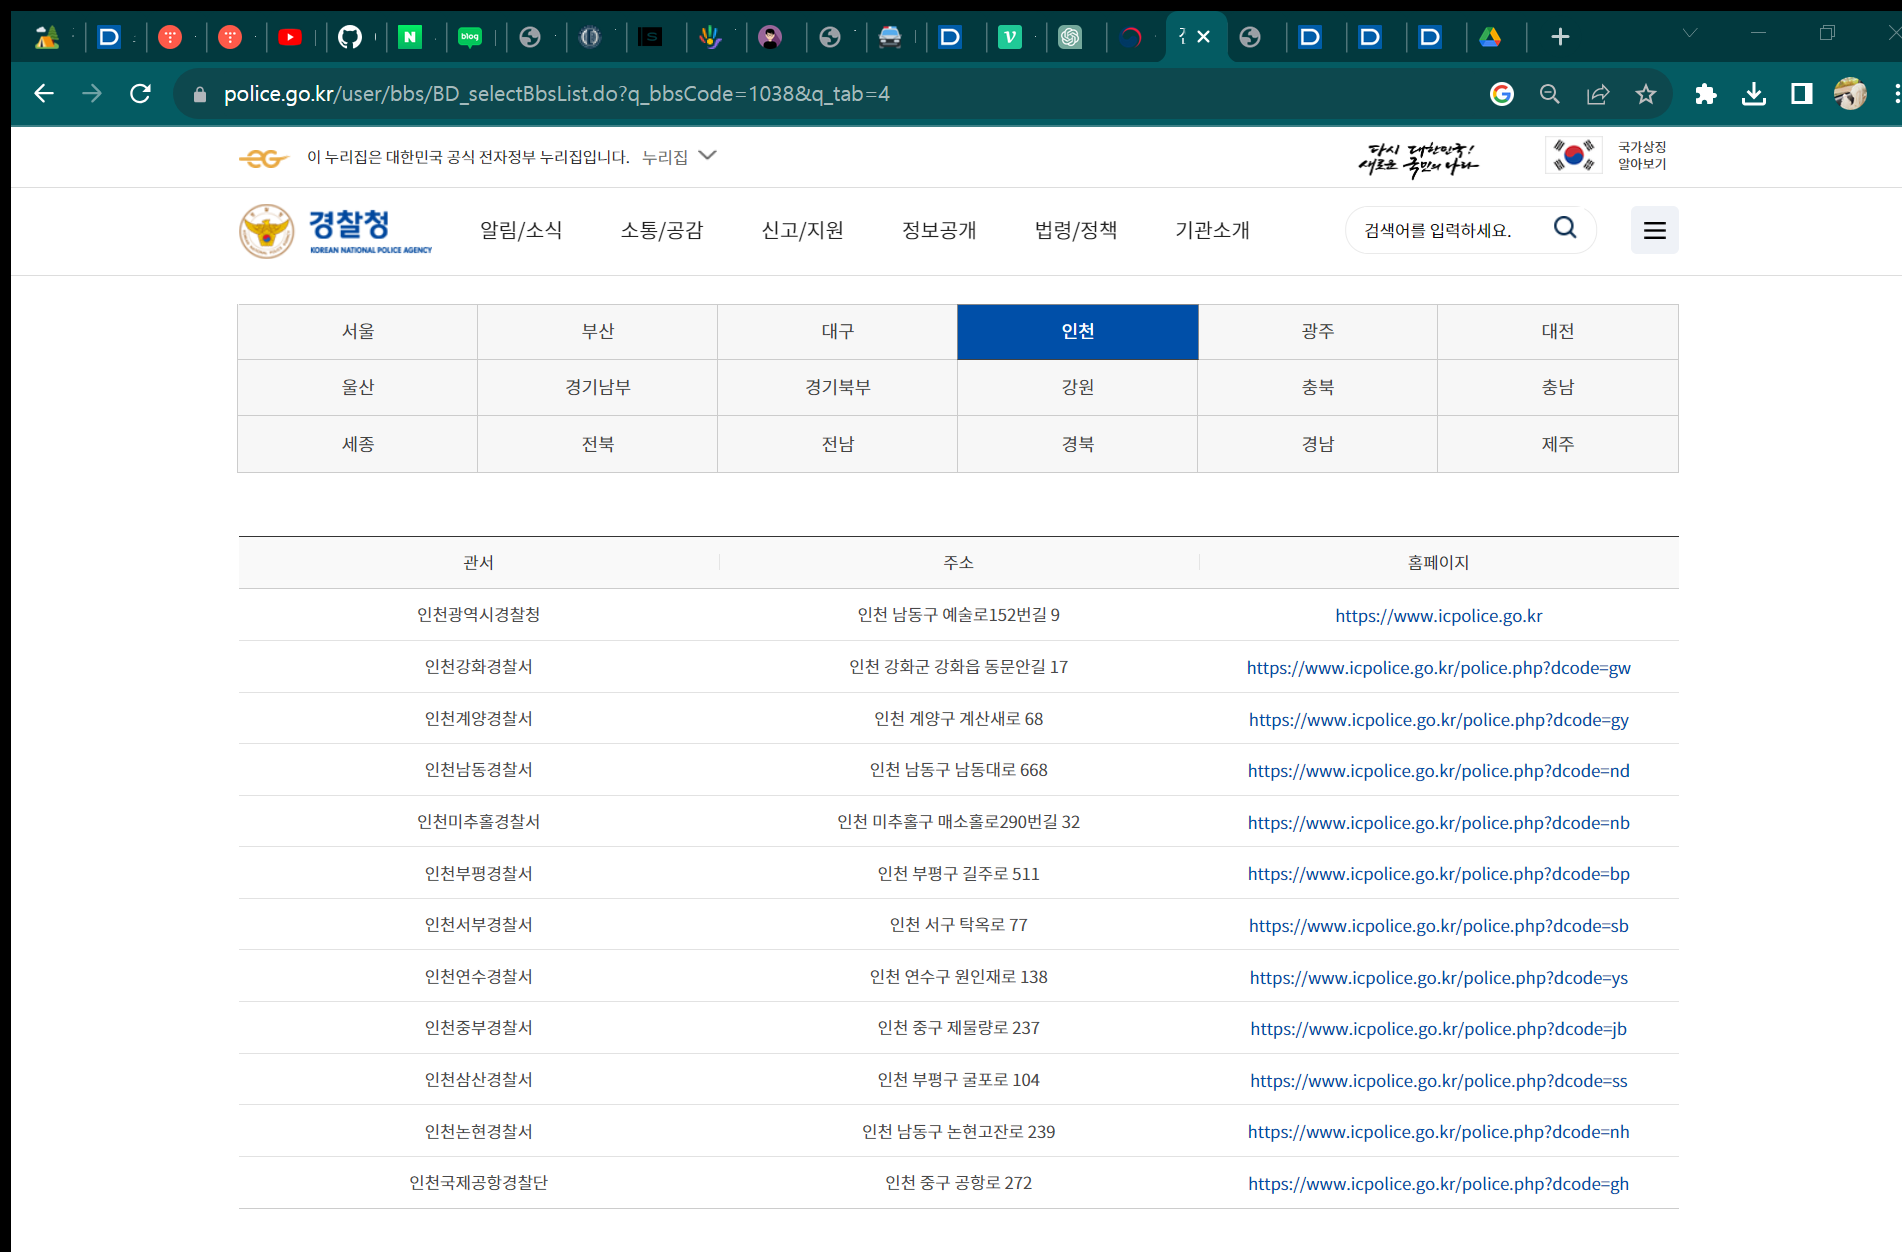 police.go.kr/user/bbs/BD_selectBbsList.do?q_bbsCode=1038&q_tab=4
이 누리집은 대한민국 공식 전자정부 누리집입니다. 누리집
다시 대한민국!
새로운 국민의 나라
국가상징
알아보기
경찰청
KOREAN NATIONAL POLICE AGENCY
알림/소식 소통/공감 신고/지원 정보공개 법령/정책 기관소개 검색어를 입력하세요.
서울 부산 대구 인천 광주 대전
울산 경기남부 경기북부 강원 충북 충남
세종 전북 전남 경북 경남 제주
관서 주소 홈페이지
인천광역시경찰청 인천 남동구 예술로152번길 9 https://www.icpolice.go.kr
인천강화경찰서 인천 강화군 강화읍 동문안길 17 https://www.icpolice.go.kr/police.php?dcode=gw
인천계양경찰서 인천 계양구 계산새로 68 https://www.icpolice.go.kr/police.php?dcode=gy
인천남동경찰서 인천 남동구 남동대로 668 https://www.icpolice.go.kr/police.php?dcode=nd
인천미추홀경찰서 인천 미추홀구 매소홀로290번길 32 https://www.icpolice.go.kr/police.php?dcode=nb
인천부평경찰서 인천 부평구 길주로 511 https://www.icpolice.go.kr/police.php?dcode=bp
인천서부경찰서 인천 서구 탁옥로 77 https://www.icpolice.go.kr/police.php?dcode=sb
인천연수경찰서 인천 연수구 원인재로 138 https://www.icpolice.go.kr/police.php?dcode=ys
인천중부경찰서 인천 중구 제물량로 237 https://www.icpolice.go.kr/police.php?dcode=jb
인천삼산경찰서 인천 부평구 굴포로 104 https://www.icpolice.go.kr/police.php?dcode=ss
인천논현경찰서 인천 남동구 논현고잔로 239 https://www.icpolice.go.kr/police.php?dcode=nh
인천국제공항경찰단 인천 중구 공항로 272 https://www.icpolice.go.kr/police.php?dcode=gh